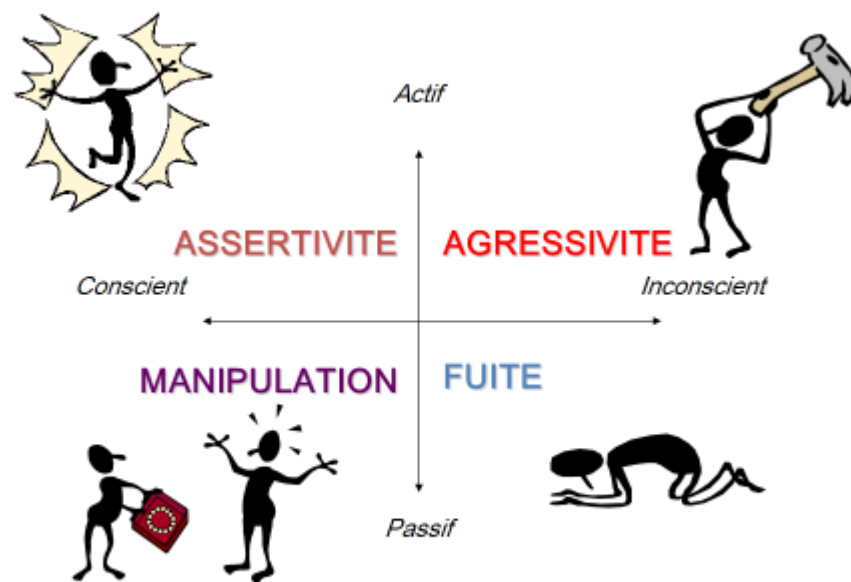 Actif
ASSERTIVITE AGRESSIVITE
Conscient Inconscient
MANIPULATION FUITE
Passif